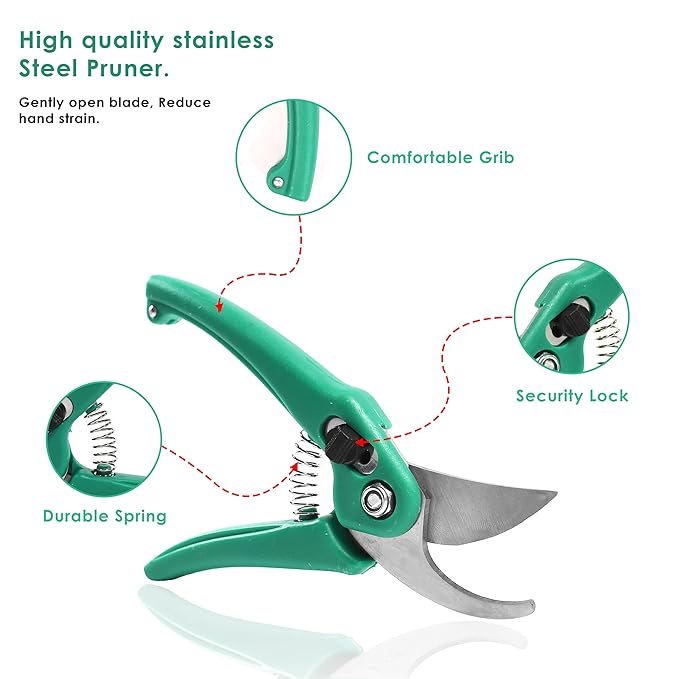 High quality stainless
Steel Pruner.
Gently open blade, Reduce
hand strain.
Comfortable Grib
Security Lock
Durable Spring